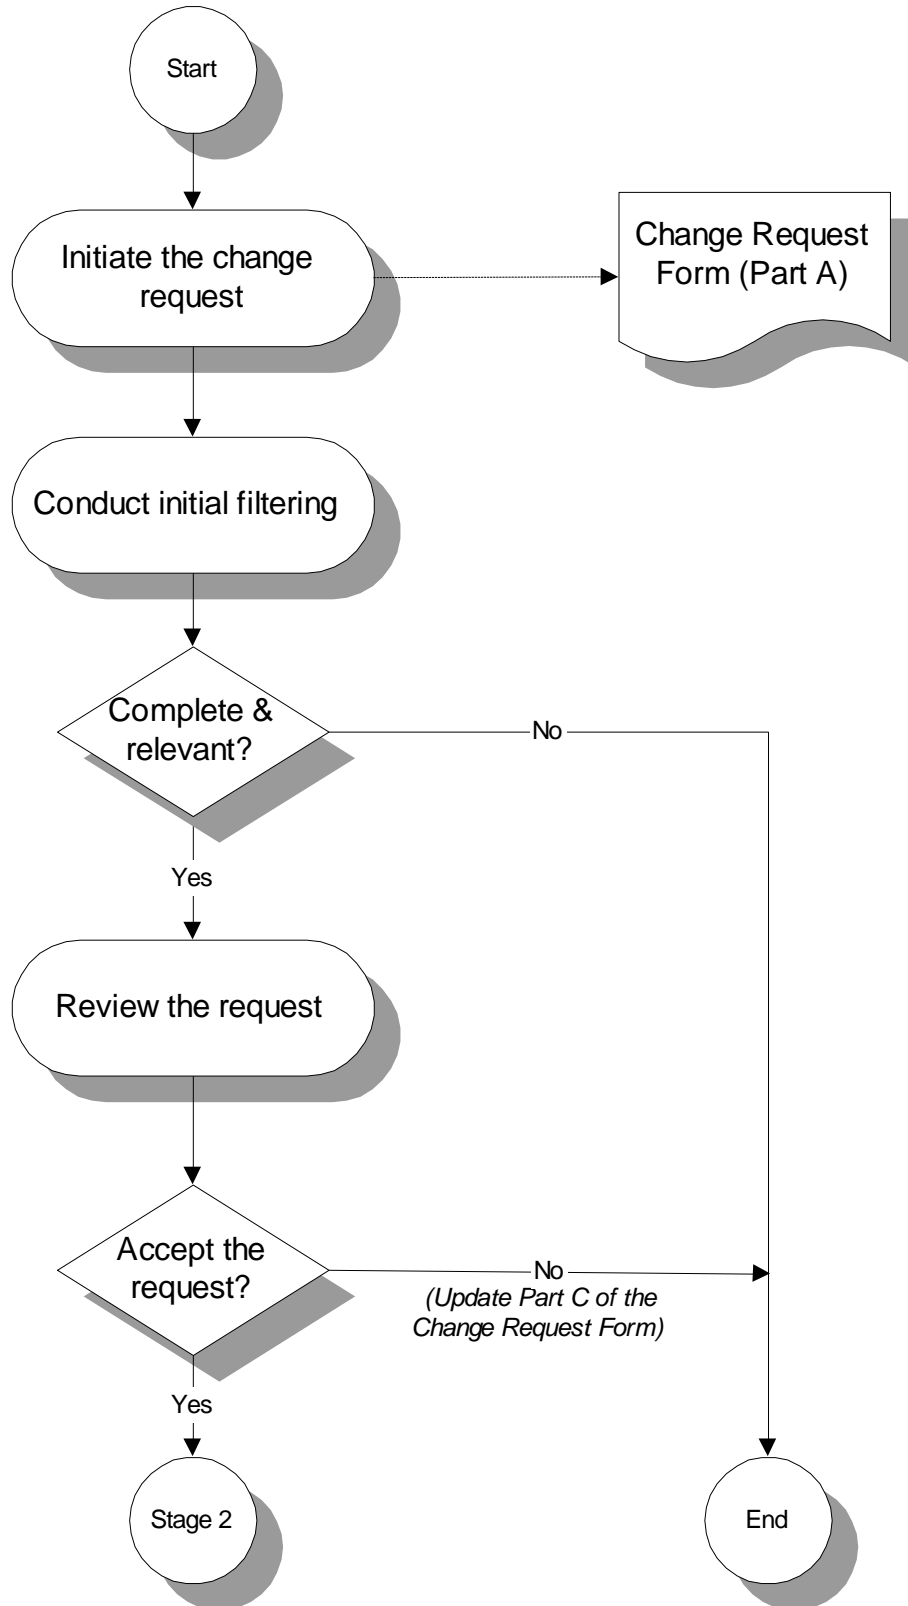 Start
Initiate the change
request
Change Request
Form (Part A)
Conduct initial filtering
Complete &
relevant?
No
Yes
Review the request
Accept the
request?
No
(Update Part C of the
Change Request Form)
Yes
Stage 2
End